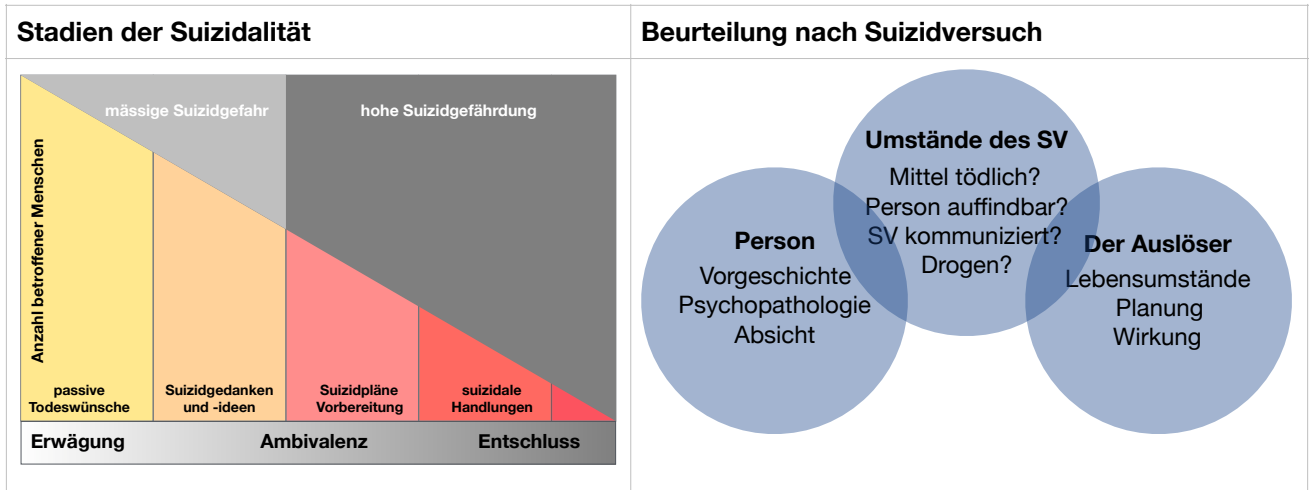 Stadien der Suizidalität
mässige Suizidgefahr
hohe Suizidgefährdung
Anzahl betroffener Menschen
passive
Todeswünsche
Suizidgedanken
und -ideen
Suizidpläne
Vorbereitung
suizidale
Handlungen
Erwägung
Ambivalenz
Entschluss
Beurteilung nach Suizidversuch
Umstände des SV
Mittel tödlich?
Person auffindbar?
SV kommuniziert?
Drogen?
Person
Vorgeschichte
Psychopathologie
Absicht
Der Auslöser
Lebensumstände
Planung
Wirkung